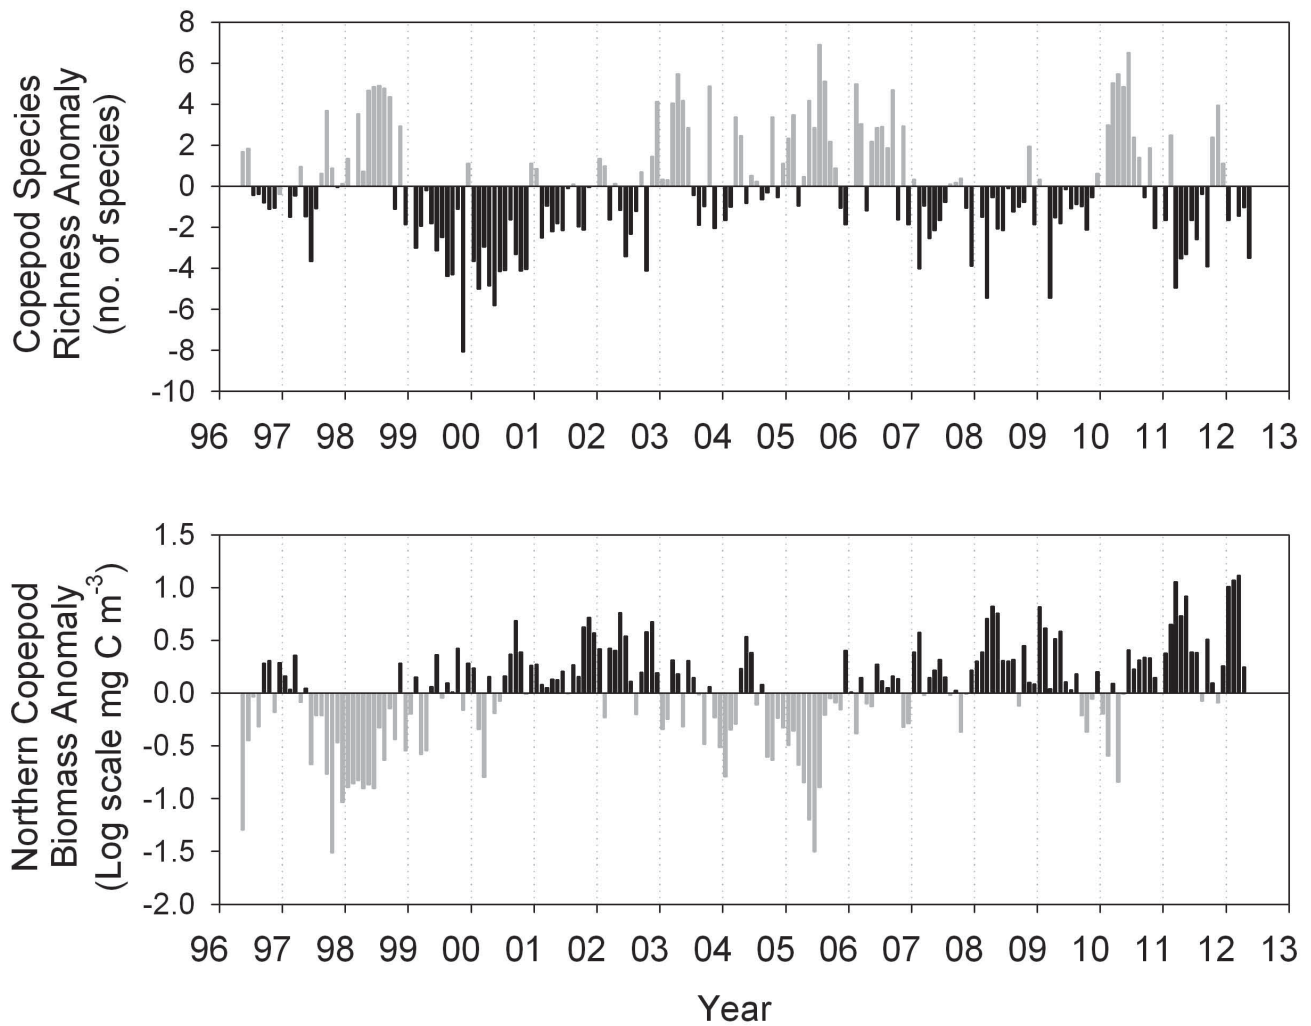 Copepod Species
Richness Anomaly
(no. of species)
8
6
4
2
0
-2
-4
-6
-8
-10
96 97 98 99 00 01 02 03 04 05 06 07 08 09 10 11 12 13
Northern Copepod
Biomass Anomaly
(Log scale mg C m-3)
1.5
1.0
0.5
0.0
-0.5
-1.0
-1.5
-2.0
96 97 98 99 00 01 02 03 04 05 06 07 08 09 10 11 12 13
Year